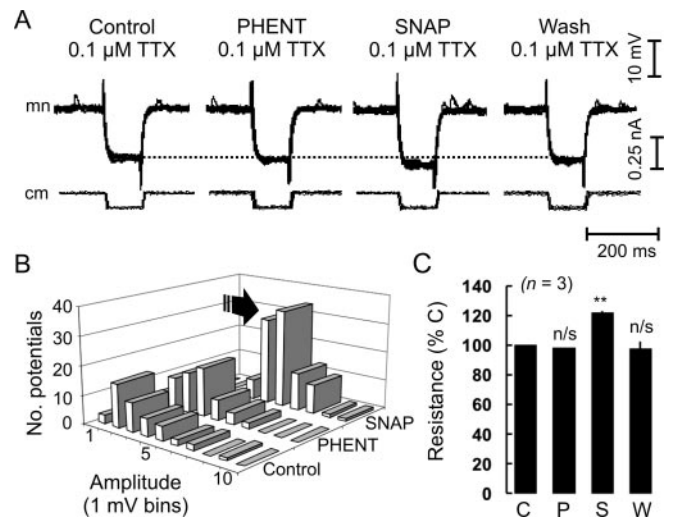 A
Control PHENT SNAP Wash
0.1 µM TTX 0.1 µM TTX 0.1 µM TTX 0.1 µM TTX
10 mV
mn
0.25 nA
cm
200 ms
B
40
30
20
10
0
No. potentials
1
5
10
Amplitude
(1 mV bins)
Control
PHENT
SNAP
C
(n = 3)
140
120
100
80
60
40
20
0
Resistance (% C)
n/s
**
n/s
C P S W